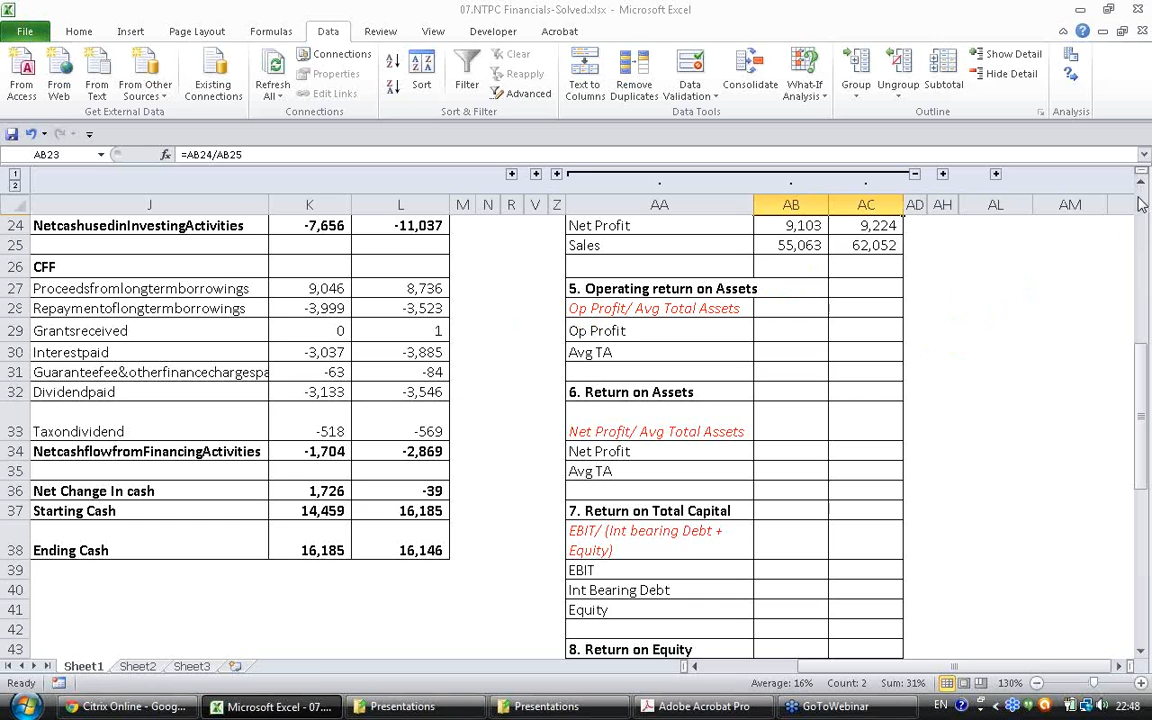 07.NTPC Financials-Solved.xlsx - Microsoft Excel
File Home Insert Page Layout Formulas Data Review View Developer Acrobat
From Access
From Web
From Text
From Other Sources
Existing Connections
Get External Data
Refresh All
Connections
Properties
Edit Links
Connections
Sort
Filter
Clear
Reapply
Advanced
Sort & Filter
Text to Columns
Remove Duplicates
Data Validation
Consolidate
What-If Analysis
Data Tools
Group
Ungroup
Subtotal
Show Detail
Hide Detail
Outline
Analysis
AB23 fx =AB24/AB25
1
2
J K L M N R V Z AA AB AC AD AH AL AM
24 NetcashusedinInvestingActivities -7,656 -11,037 Net Profit 9,103 9,224
25 Sales 55,063 62,052
26 CFF
27 Proceedsfromlongtermborrowings 9,046 8,736 5. Operating return on Assets
28 Repaymentoflongtermborrowings -3,999 -3,523 Op Profit/ Avg Total Assets
29 Grantsreceived 0 1 Op Profit
30 Interestpaid -3,037 -3,885 Avg TA
31 Guaranteefee&otherfinancechargespa -63 -84
32 Dividendpaid -3,133 -3,546 6. Return on Assets
33 Taxondividend -518 -569 Net Profit/ Avg Total Assets
34 NetcashflowfromFinancingActivities -1,704 -2,869 Net Profit
35 Avg TA
36 Net Change In cash 1,726 -39
37 Starting Cash 14,459 16,185 7. Return on Total Capital
EBIT/ (Int bearing Debt +
38 Ending Cash 16,185 16,146 Equity)
39 EBIT
40 Int Bearing Debt
41 Equity
42
43 8. Return on Equity
Sheet1 Sheet2 Sheet3
Ready Average: 16% Count: 2 Sum: 31% 130%
Citrix Online - Goog... Microsoft Excel - 07.... Presentations Presentations Adobe Acrobat Pro GoToWebinar EN 22:48